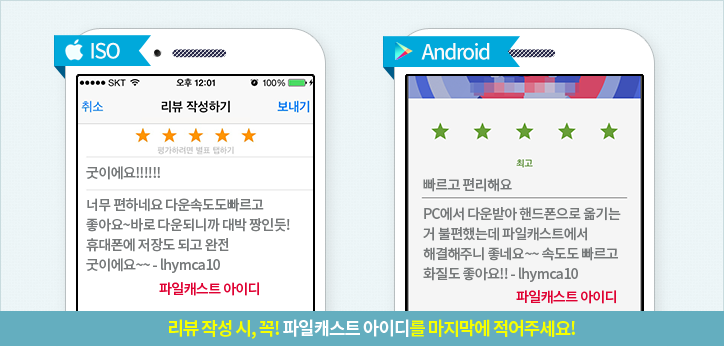 ISO
SKT 오후 12:01 100%
취소 리뷰 작성하기 보내기
평가하려면 별표 탭하기
굿이에요!!!!!!
너무 편하네요 다운속도도빠르고
좋아요~바로 다운되니까 대박 짱인듯!
휴대폰에 저장도 되고 완전
굿이에요~~ - lhymca10
파일캐스트 아이디
Android
최고
빠르고 편리해요
PC에서 다운받아 핸드폰으로 옮기는
거 불편했는데 파일캐스트에서
해결해주니 좋네요~~ 속도도 빠르고
화질도 좋아요!! - lhymca10
파일캐스트 아이디
리뷰 작성 시, 꼭! 파일캐스트 아이디를 마지막에 적어주세요!